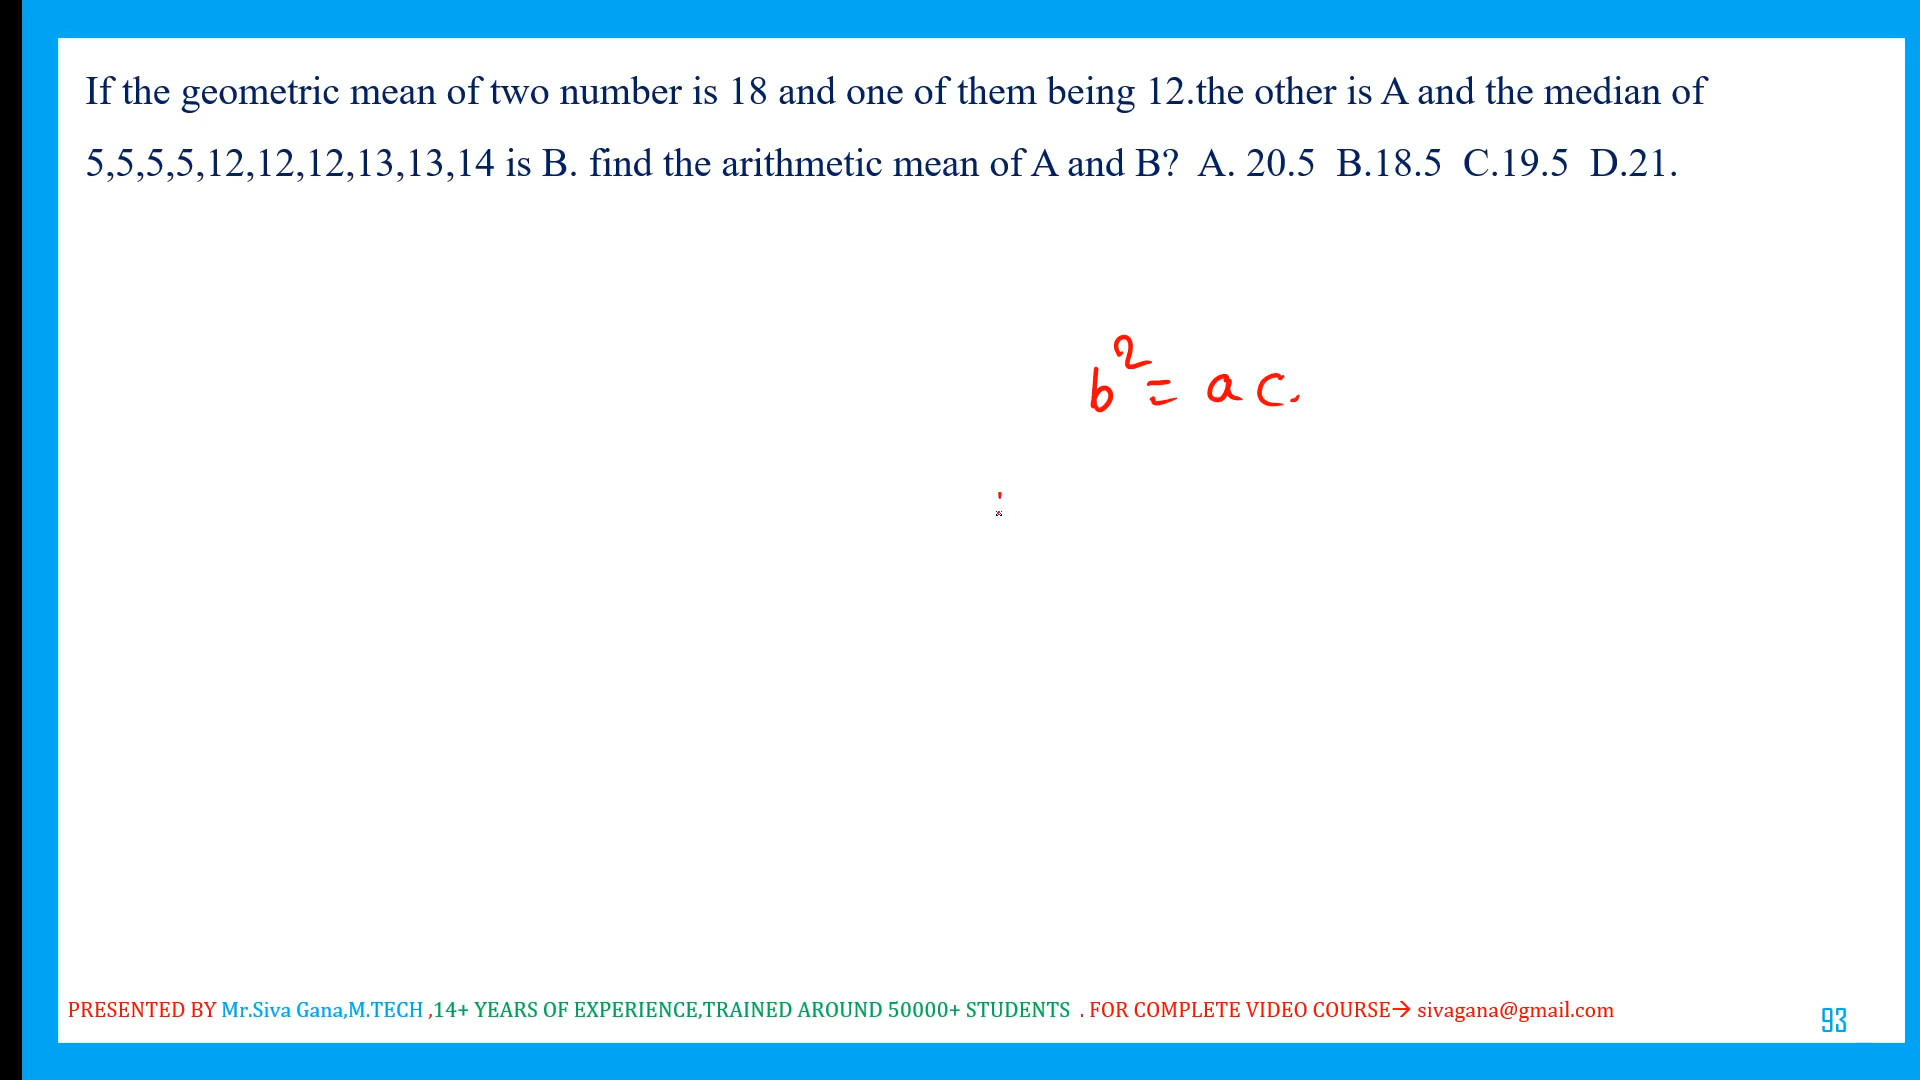 If the geometric mean of two number is 18 and one of them being 12.the other is A and the median of
5,5,5,5,12,12,12,13,13,14 is B. find the arithmetic mean of A and B?  A. 20.5  B.18.5  C.19.5  D.21.
b² = a c.
PRESENTED BY Mr.Siva Gana,M.TECH ,14+ YEARS OF EXPERIENCE,TRAINED AROUND 50000+ STUDENTS . FOR COMPLETE VIDEO COURSE→ sivagana@gmail.com
93